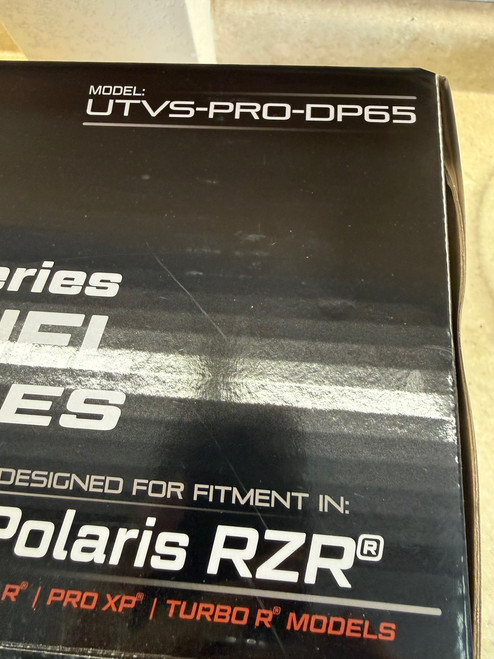 MODEL:
UTVS-PRO-DP65
eries
ES
DESIGNED FOR FITMENT IN:
Polaris RZR®
R® | PRO XP® | TURBO R® MODELS